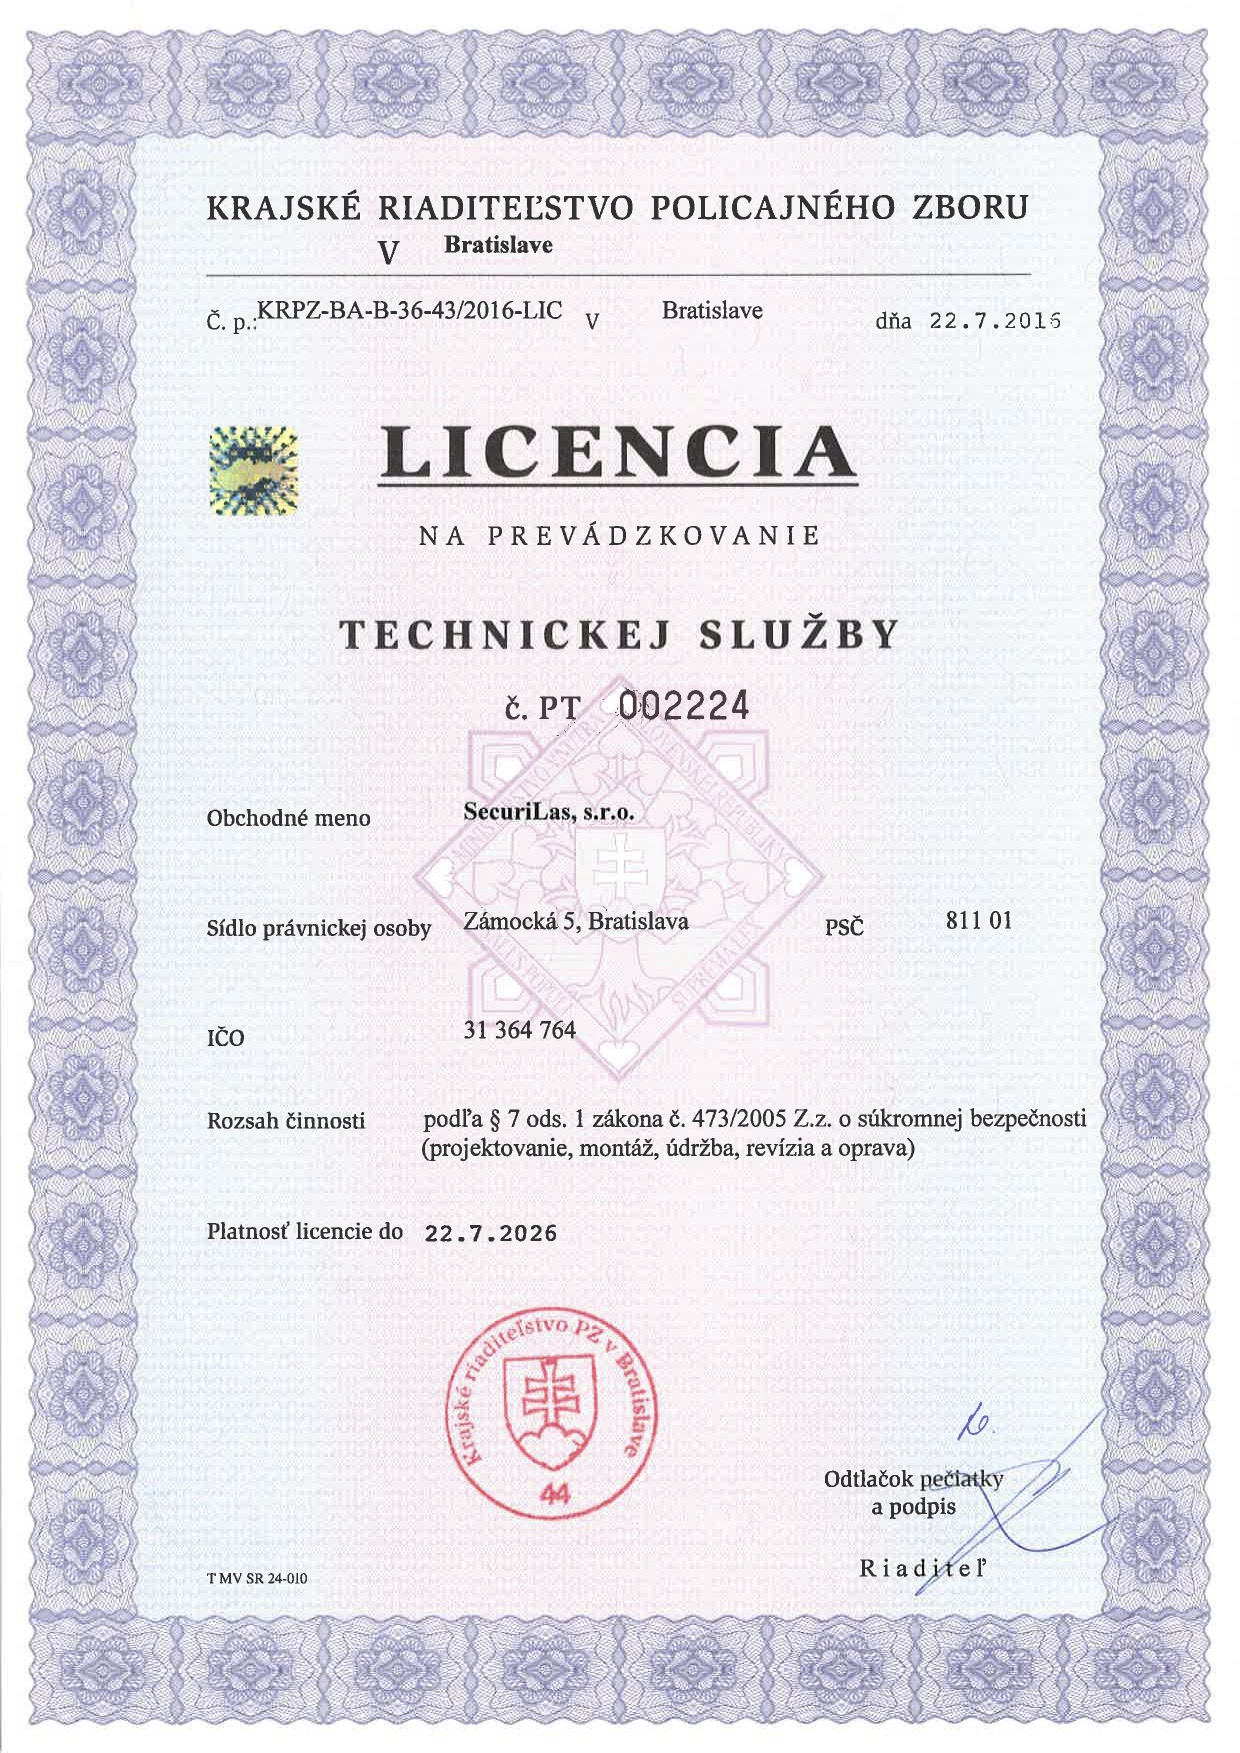 KRAJSKÉ RIADITEĽSTVO POLICAJNÉHO ZBORU
V Bratislave
Č. p.: KRPZ-BA-B-36-43/2016-LIC V Bratislave dňa 22.7.2016
LICENCIA
NA PREVÁDZKOVANIE
TECHNICKEJ SLUŽBY
č. PT 002224
Obchodné meno SecuriLas, s.r.o.
Sídlo právnickej osoby Zámocká 5, Bratislava PSČ 811 01
IČO 31 364 764
Rozsah činnosti podľa § 7 ods. 1 zákona č. 473/2005 Z.z. o súkromnej bezpečnosti
(projektovanie, montáž, údržba, revízia a oprava)
Platnosť licencie do 22.7.2026
Krajské riaditeľstvo PZ v Bratislave
44
Odtlačok pečiatky
a podpis
Riaditeľ
T MV SR 24-010